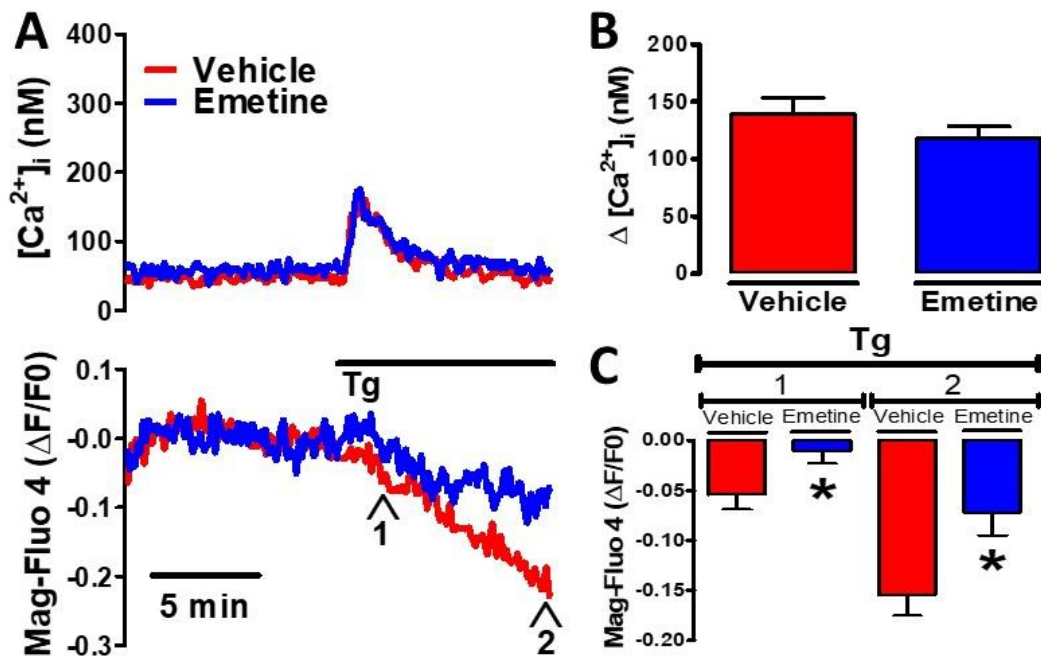 A
[Ca²⁺]ᵢ (nM)
400
300
200
100
0
Vehicle
Emetine
Mag-Fluo 4 (ΔF/F0)
0.1
-0.0
-0.1
-0.2
-0.3
Tg
1
2
5 min
B
Δ [Ca²⁺]ᵢ (nM)
200
150
100
50
0
Vehicle
Emetine
C
Tg
1
2
Vehicle
Emetine
Vehicle
Emetine
Mag-Fluo 4 (ΔF/F0)
0.00
-0.05
-0.10
-0.15
-0.20
*
*